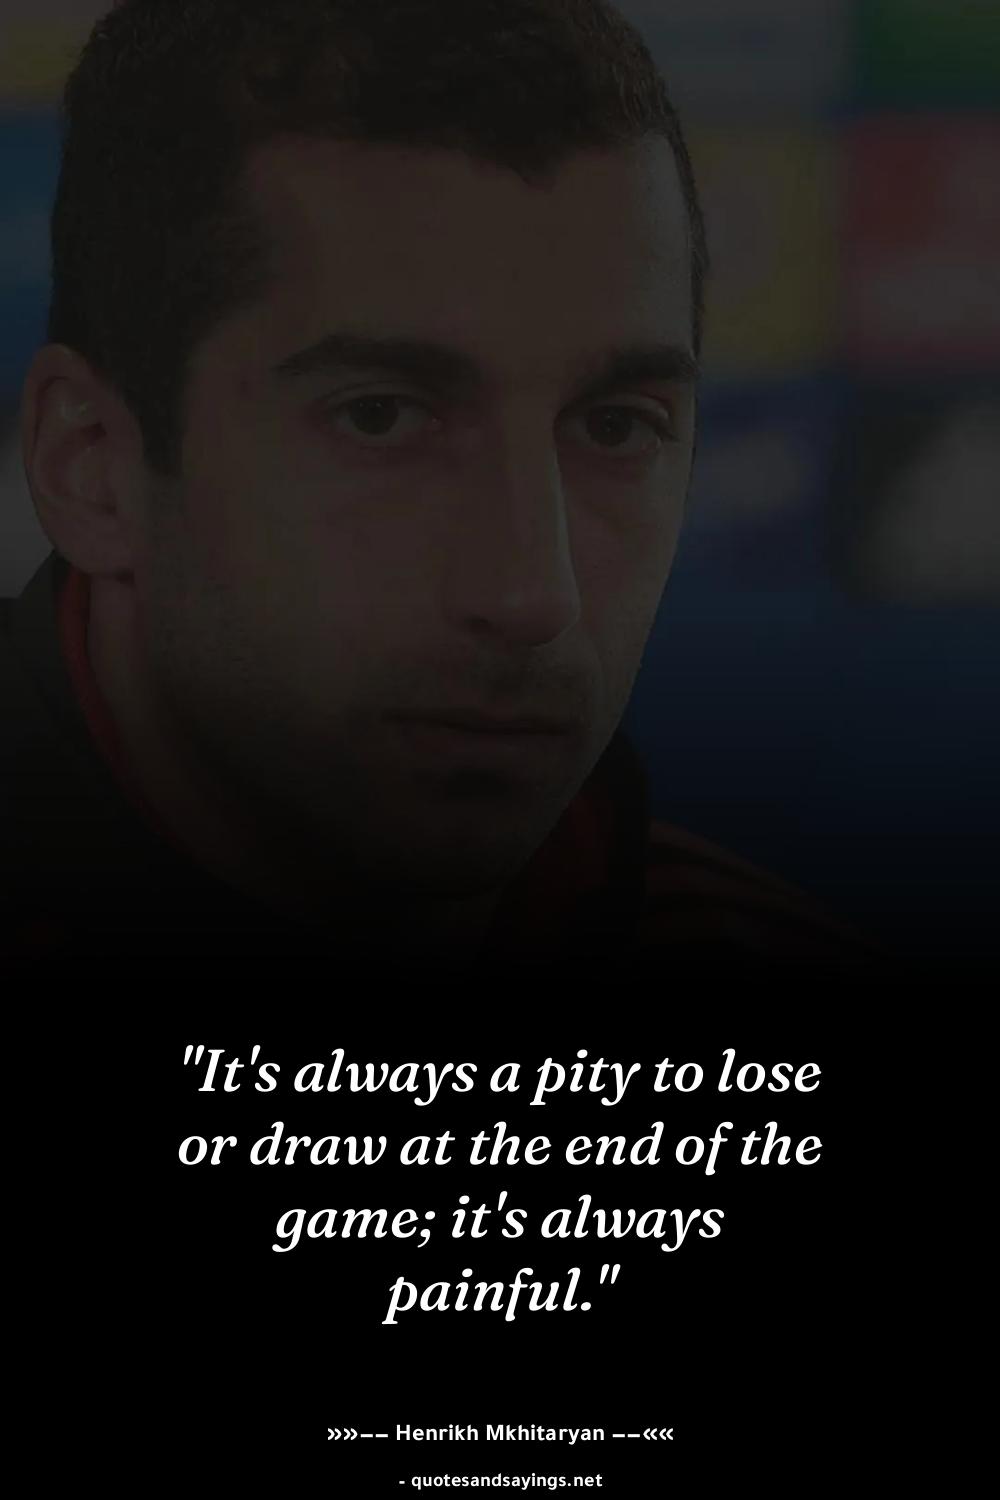 "It's always a pity to lose
or draw at the end of the
game; it's always
painful."
»»–– Henrikh Mkhitaryan ––««
- quotesandsayings.net